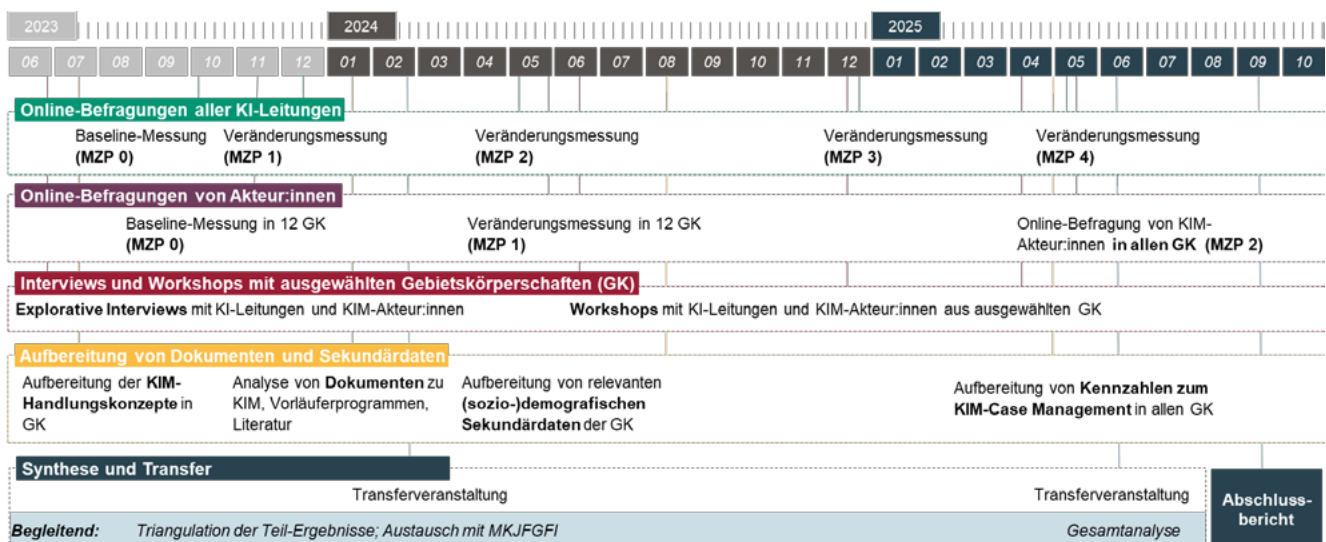 2023 2024 2025
06 07 08 09 10 11 12 01 02 03 04 05 06 07 08 09 10 11 12 01 02 03 04 05 06 07 08 09 10
Online-Befragungen aller KI-Leitungen
Baseline-Messung
(MZP 0)
Veränderungsmessung
(MZP 1)
Veränderungsmessung
(MZP 2)
Veränderungsmessung
(MZP 3)
Veränderungsmessung
(MZP 4)
Online-Befragungen von Akteur:innen
Baseline-Messung in 12 GK
(MZP 0)
Veränderungsmessung in 12 GK
(MZP 1)
Online-Befragung von KIM-
Akteur:innen in allen GK (MZP 2)
Interviews und Workshops mit ausgewählten Gebietskörperschaften (GK)
Explorative Interviews mit KI-Leitungen und KIM-Akteur:innen
Workshops mit KI-Leitungen und KIM-Akteur:innen aus ausgewählten GK
Aufbereitung von Dokumenten und Sekundärdaten
Aufbereitung der KIM-
Handlungskonzepte in
GK
Analyse von Dokumenten zu
KIM, Vorläuferprogrammen,
Literatur
Aufbereitung von relevanten
(sozio-)demografischen
Sekundärdaten der GK
Aufbereitung von Kennzahlen zum
KIM-Case Management in allen GK
Synthese und Transfer
Transferveranstaltung
Transferveranstaltung
Abschluss-
bericht
Begleitend: Triangulation der Teil-Ergebnisse; Austausch mit MKJFGFI
Gesamtanalyse